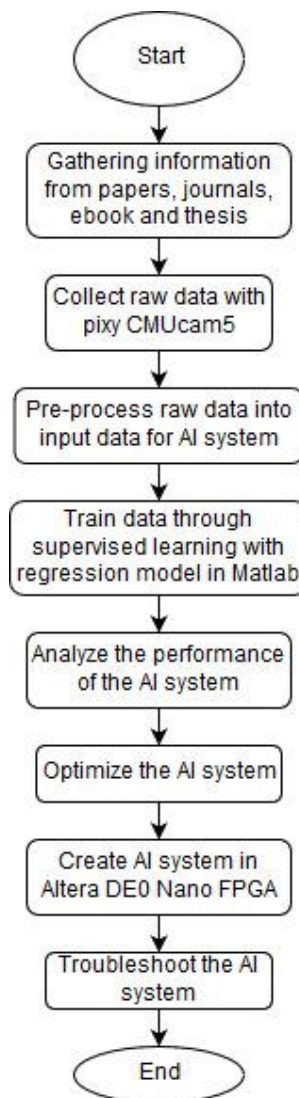 Start
Gathering information
from papers, journals,
ebook and thesis
Collect raw data with
pixy CMUcam5
Pre-process raw data into
input data for AI system
Train data through
supervised learning with
regression model in Matlab
Analyze the performance
of the AI system
Optimize the AI system
Create AI system in
Altera DE0 Nano FPGA
Troubleshoot the AI
system
End